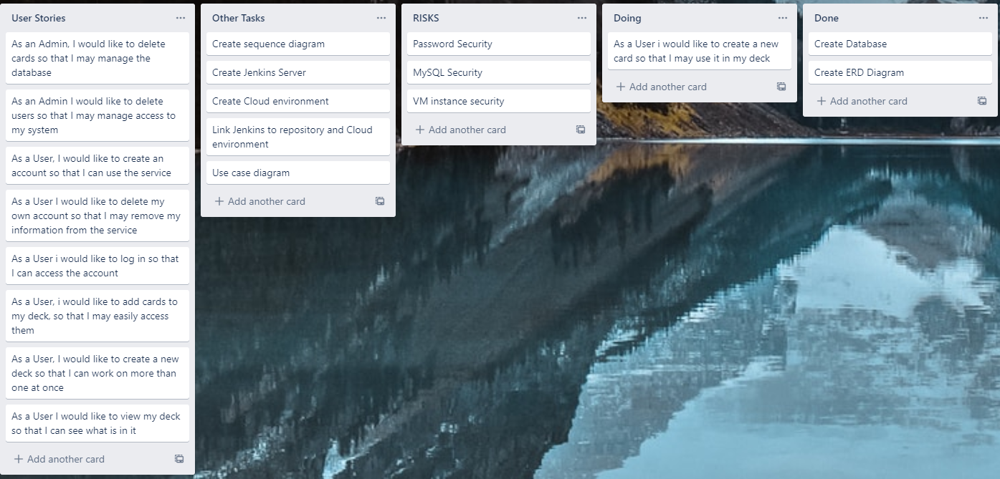 User Stories
As an Admin, I would like to delete
cards so that I may manage the
database
As an Admin I would like to delete
users so that I may manage access to
my system
As a User, I would like to create an
account so that I can use the service
As a User I would like to delete my
own account so that I may remove my
information from the service
As a User i would like to log in so that
I can access the account
As a User, i would like to add cards to
my deck, so that I may easily access
them
As a User, I would like to create a new
deck so that I can work on more than
one at once
As a User I would like to view my deck
so that I can see what is in it
+ Add another card
Other Tasks
Create sequence diagram
Create Jenkins Server
Create Cloud environment
Link Jenkins to repository and Cloud
environment
Use case diagram
+ Add another card
RISKS
Password Security
MySQL Security
VM instance security
+ Add another card
Doing
As a User i would like to create a new
card so that I may use it in my deck
+ Add another card
Done
Create Database
Create ERD Diagram
+ Add another card